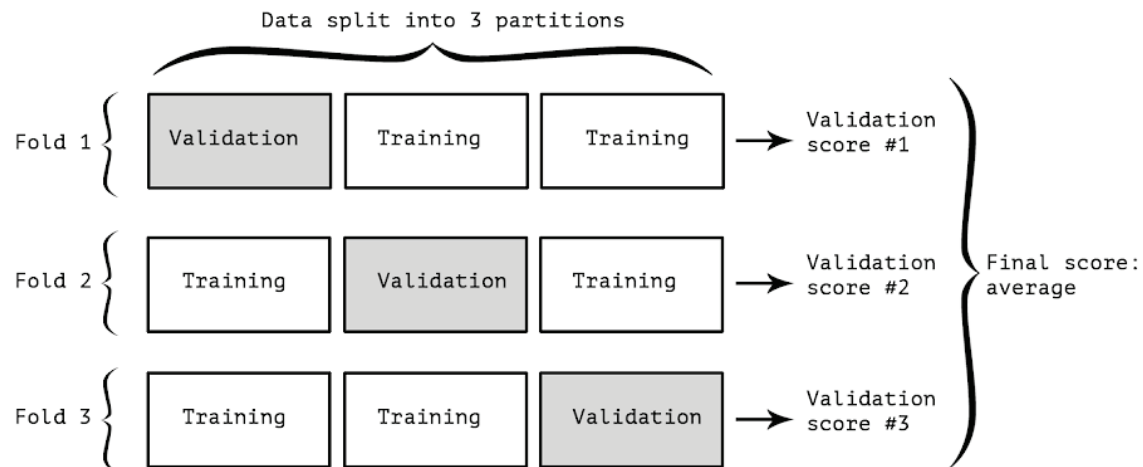 Data split into 3 partitions
Fold 1
Validation
Training
Training
Validation
score #1
Fold 2
Training
Validation
Training
Validation
score #2
Final score:
average
Fold 3
Training
Training
Validation
Validation
score #3